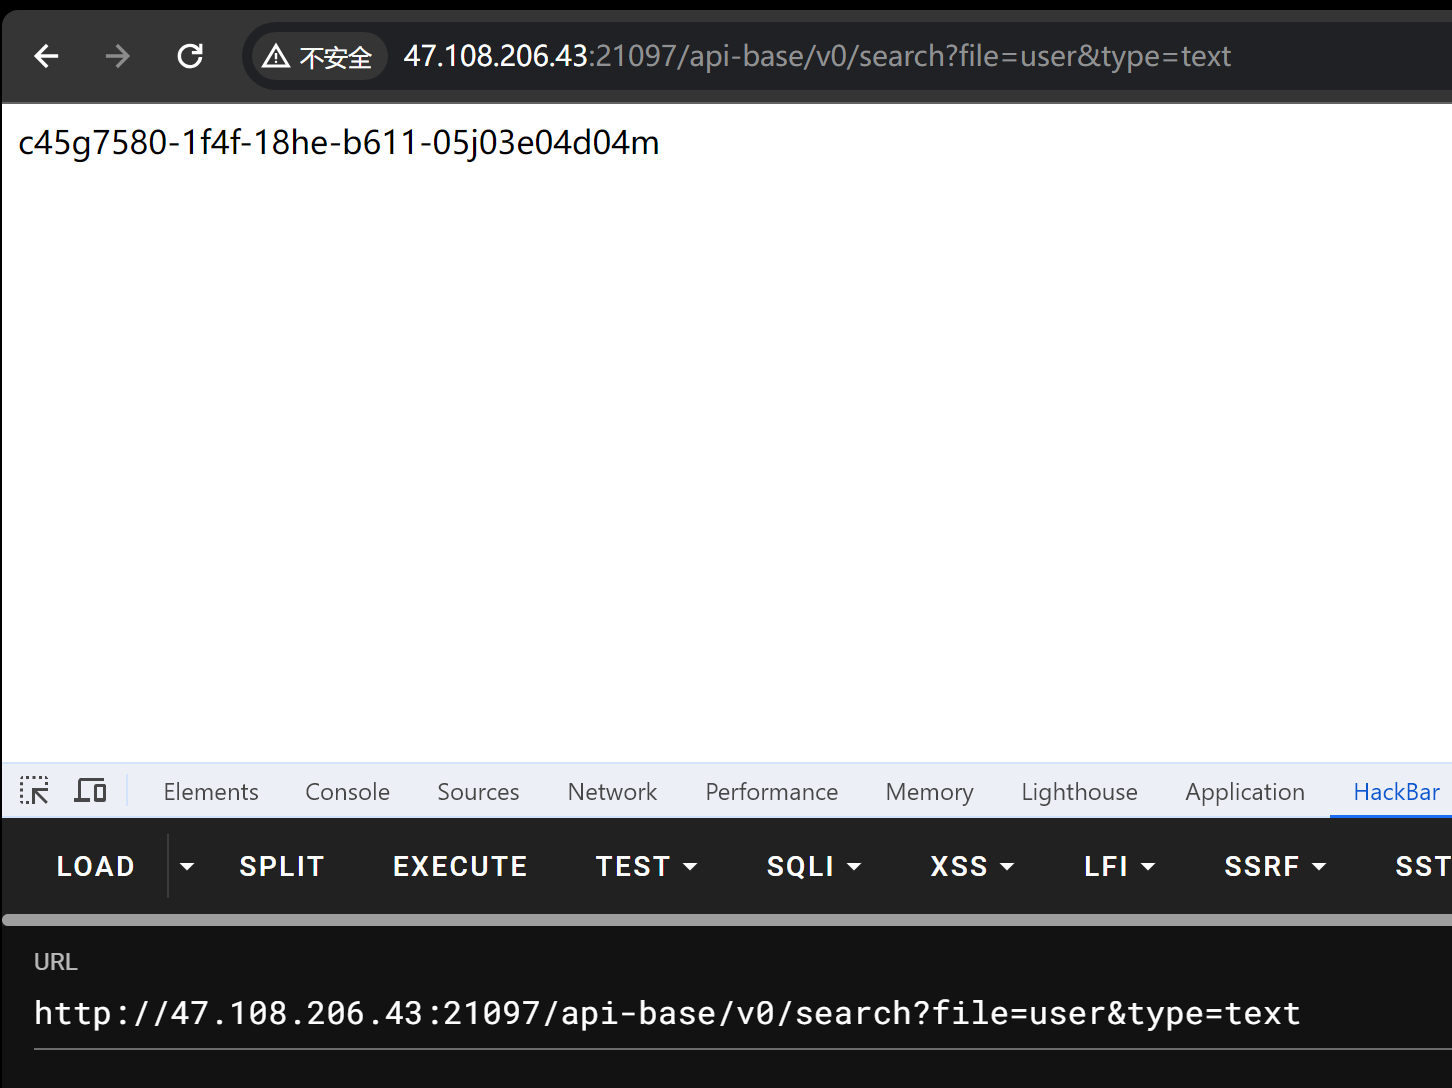 不安全 47.108.206.43:21097/api-base/v0/search?file=user&type=text
c45g7580-1f4f-18he-b611-05j03e04d04m
Elements Console Sources Network Performance Memory Lighthouse Application HackBar
LOAD SPLIT EXECUTE TEST SQLI XSS LFI SSRF SST
URL
http://47.108.206.43:21097/api-base/v0/search?file=user&type=text